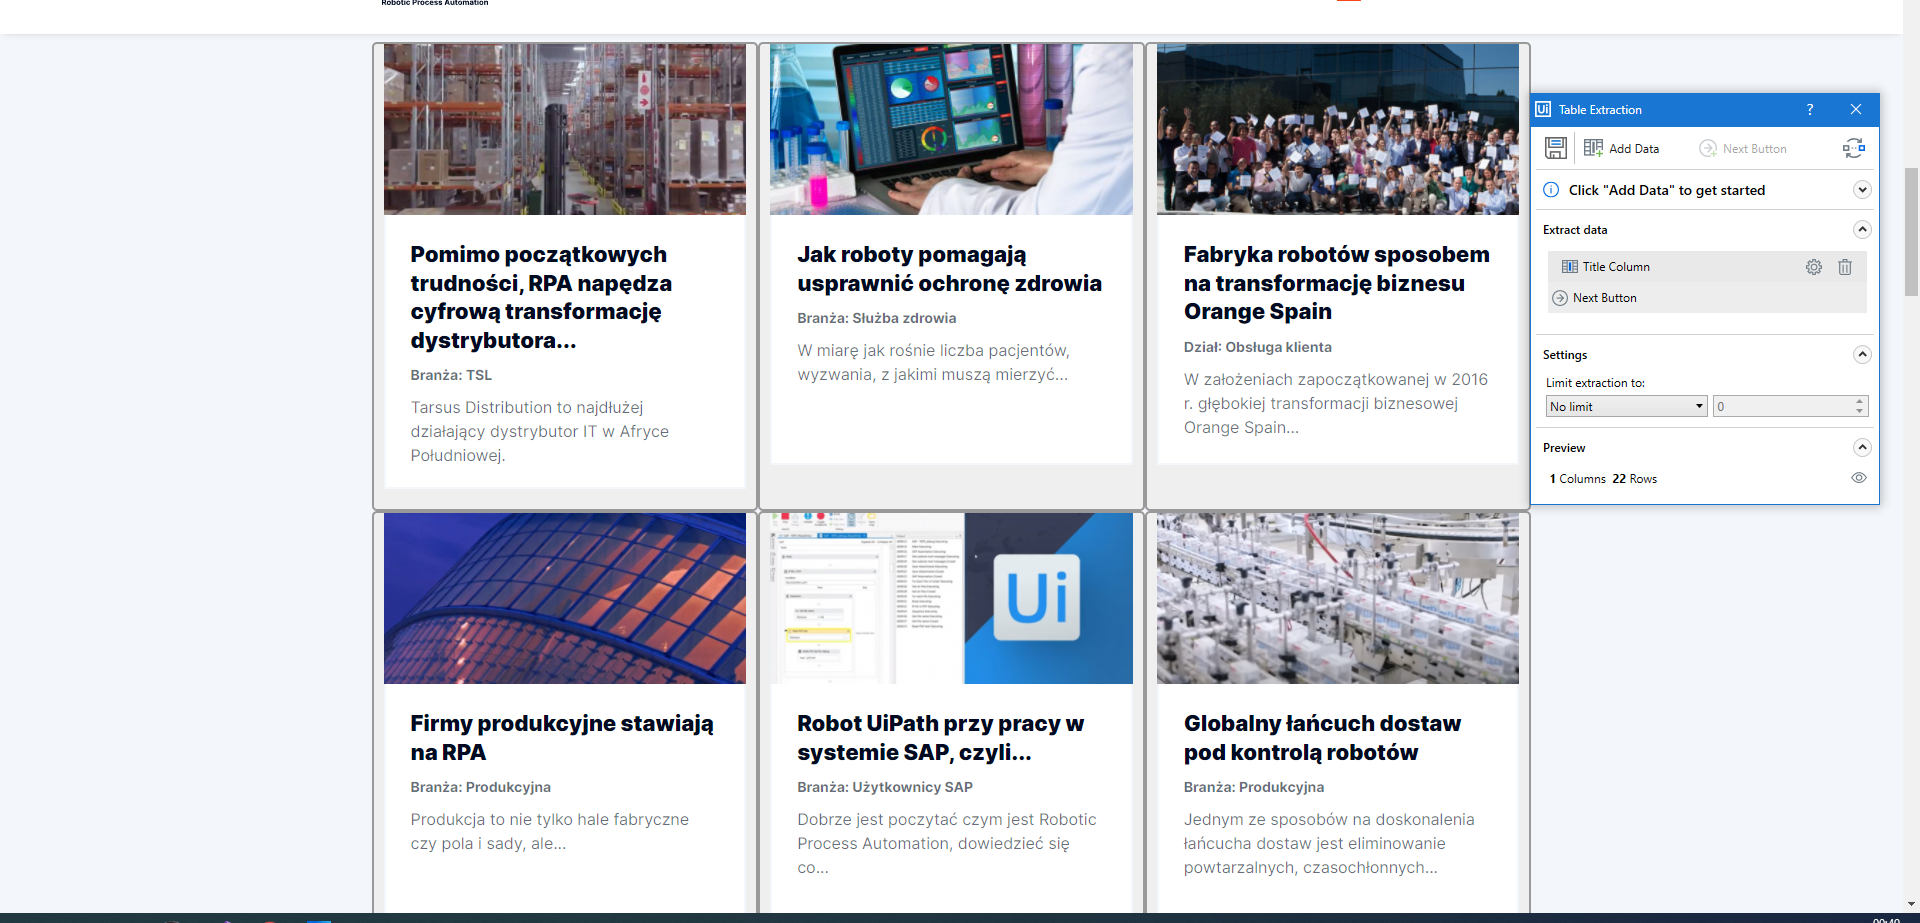 Robotic Process Automation
Pomimo początkowych
trudności, RPA napędza
cyfrową transformację
dystrybutora...
Branża: TSL
Tarsus Distribution to najdłużej
działający dystrybutor IT w Afryce
Południowej.
Jak roboty pomagają
usprawnić ochronę zdrowia
Branża: Służba zdrowia
W miarę jak rośnie liczba pacjentów,
wyzwania, z jakimi muszą mierzyć...
Fabryka robotów sposobem
na transformację biznesu
Orange Spain
Dział: Obsługa klienta
W założeniach zapoczątkowanej w 2016
r. głębokiej transformacji biznesowej
Orange Spain...
Firmy produkcyjne stawiają
na RPA
Branża: Produkcyjna
Produkcja to nie tylko hale fabryczne
czy pola i sady, ale...
Ui
Robot UiPath przy pracy w
systemie SAP, czyli...
Branża: Użytkownicy SAP
Dobrze jest poczytać czym jest Robotic
Process Automation, dowiedzieć się
co...
Globalny łańcuch dostaw
pod kontrolą robotów
Branża: Produkcyjna
Jednym ze sposobów na doskonalenia
łańcucha dostaw jest eliminowanie
powtarzalnych, czasochłonnych...
Ui Table Extraction ?
Add Data Next Button
Click "Add Data" to get started
Extract data
Title Column
Next Button
Settings
Limit extraction to:
No limit 0
Preview
1 Columns 22 Rows